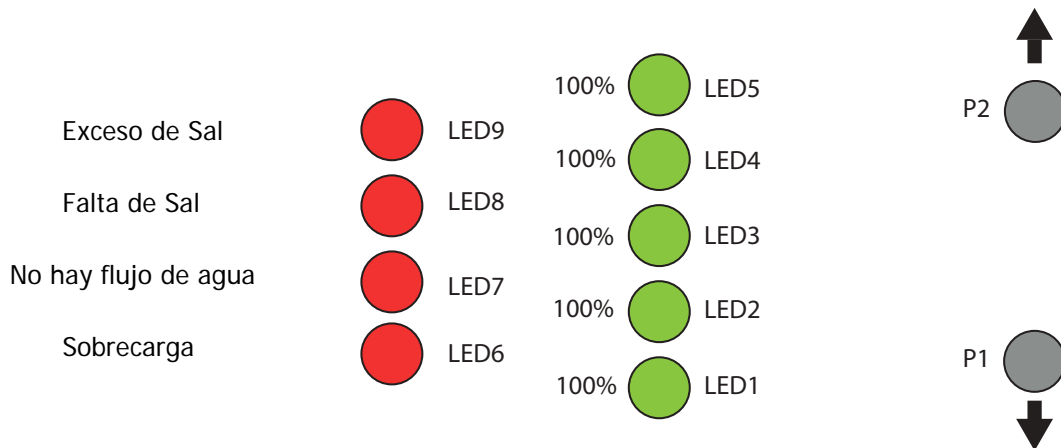 Exceso de Sal
LED9
Falta de Sal
LED8
No hay flujo de agua
LED7
Sobrecarga
LED6
100%
LED5
100%
LED4
100%
LED3
100%
LED2
100%
LED1
P2
P1